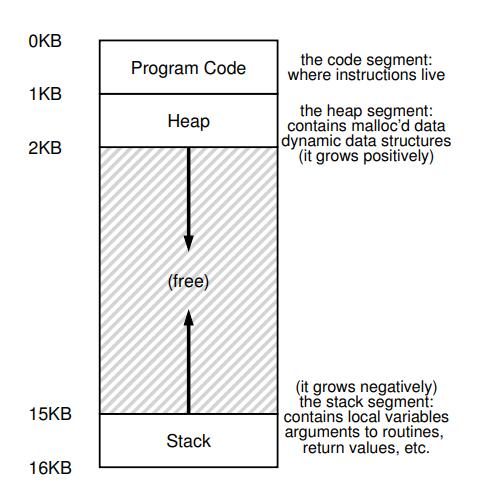 0KB
Program Code
the code segment:
where instructions live
1KB
Heap
the heap segment:
contains malloc'd data
dynamic data structures
(it grows positively)
2KB
(free)
(it grows negatively)
the stack segment:
contains local variables
arguments to routines,
return values, etc.
15KB
Stack
16KB